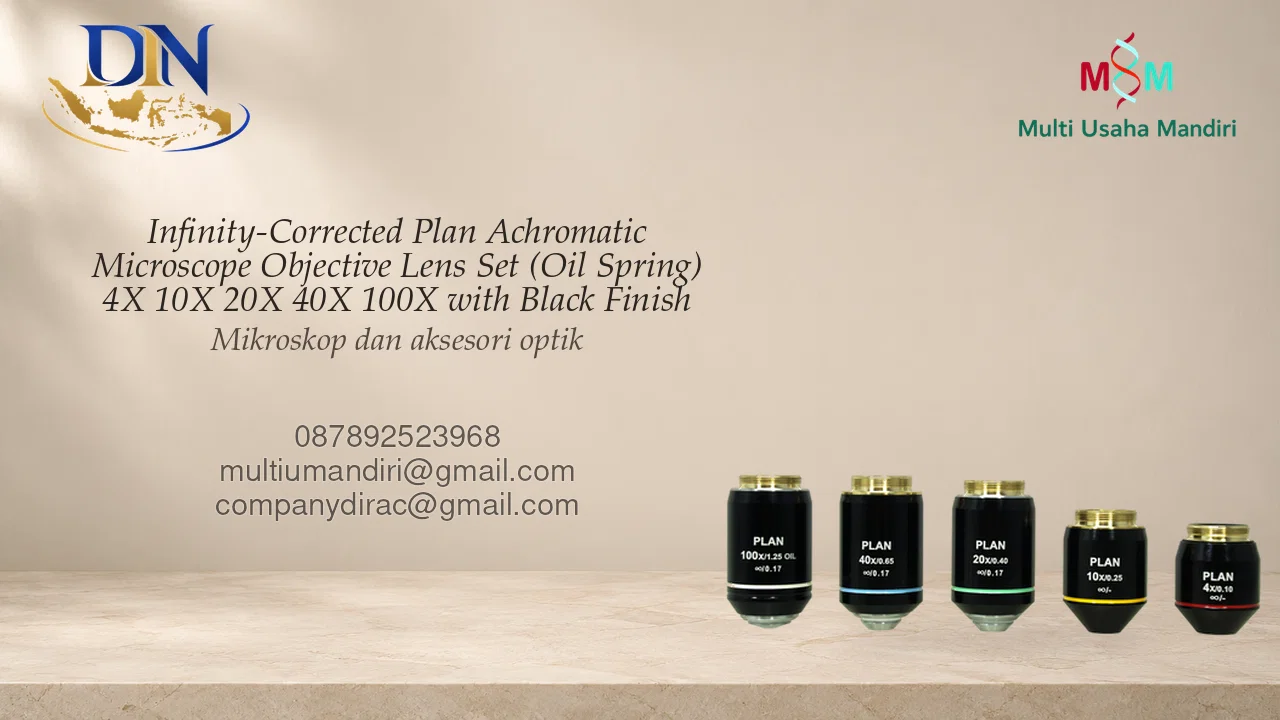 DIN
M M
Multi Usaha Mandiri
Infinity-Corrected Plan Achromatic
Microscope Objective Lens Set (Oil Spring)
4X 10X 20X 40X 100X with Black Finish
Mikroskop dan aksesori optik
087892523968
multiumandiri@gmail.com
companydirac@gmail.com
PLAN
100X/1.25 OIL
∞/0.17
PLAN
40X/0.65
∞/0.17
PLAN
20X/0.40
∞/0.17
PLAN
10X/0.25
∞/-
PLAN
4X/0.10
∞/-